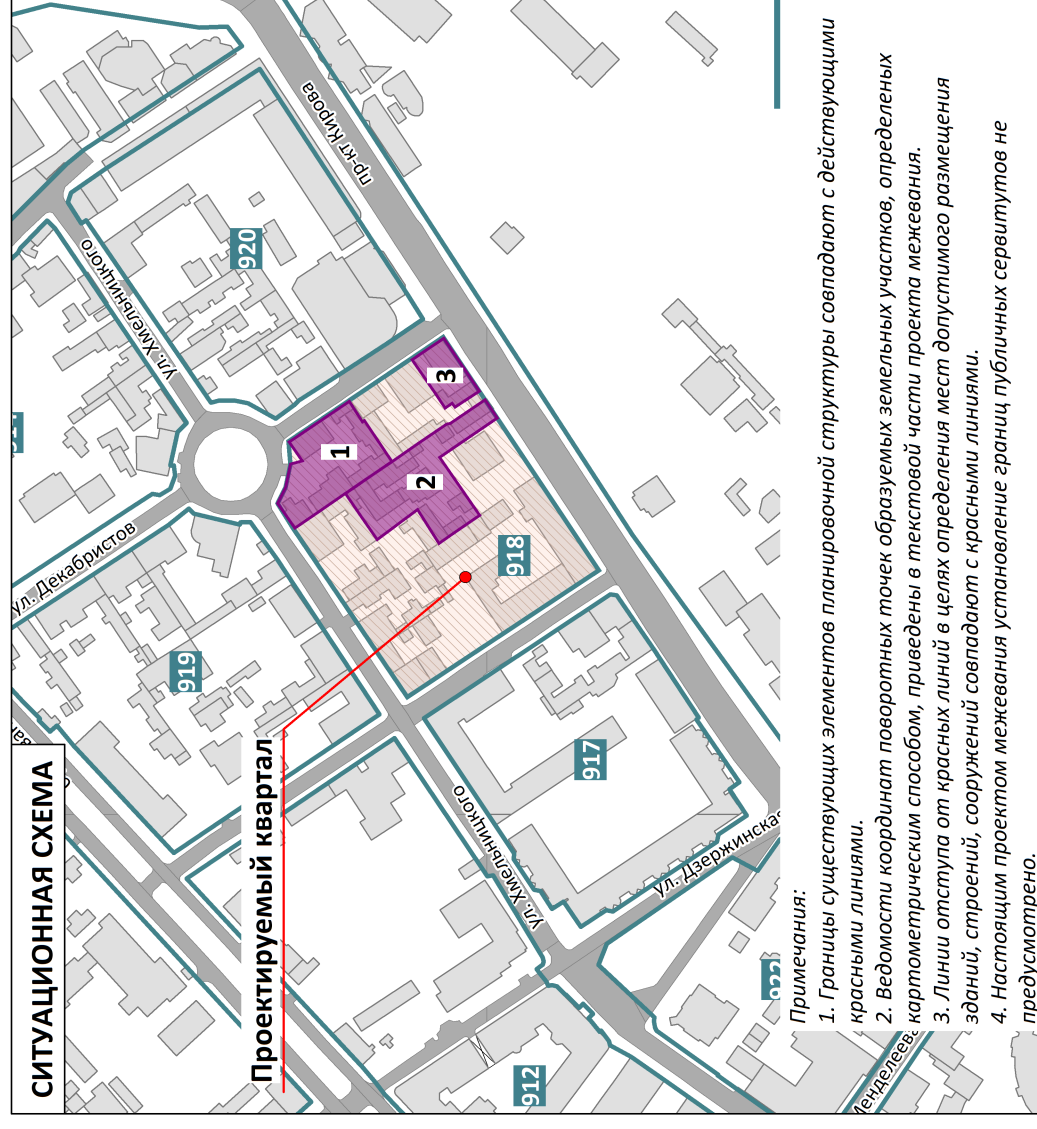 СИТУАЦИОННАЯ СХЕМА
Проектируемый квартал
919
920
918
917
912
922
1
2
3
ул. Декабристов
ул. Хмельницкого
ул. Хмельницкого
пр-кт Кирова
ул. Дзержинская
Менделеева
Примечания:
1. Границы существующих элементов планировочной структуры совпадают с действующими
красными линиями.
2. Ведомости координат поворотных точек образуемых земельных участков, определеных
картометрическим способом, приведены в текстовой части проекта межевания.
3. Линии отступа от красных линий в целях определения мест допустимого размещения
зданий, строений, сооружений совпадают с красными линиями.
4. Настоящим проектом межевания установление границ публичных сервитутов не
предусмотрено.